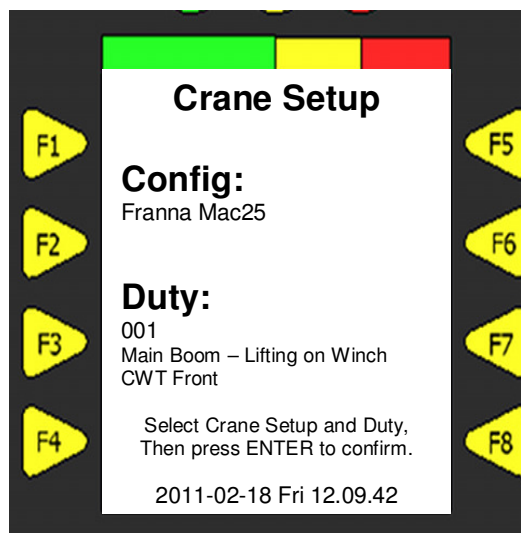 Crane Setup
F1
F5
Config:
Franna Mac25
F2
F6
Duty:
001
F3
F7
Main Boom – Lifting on Winch
CWT Front
F4
F8
Select Crane Setup and Duty,
Then press ENTER to confirm.
2011-02-18 Fri 12.09.42